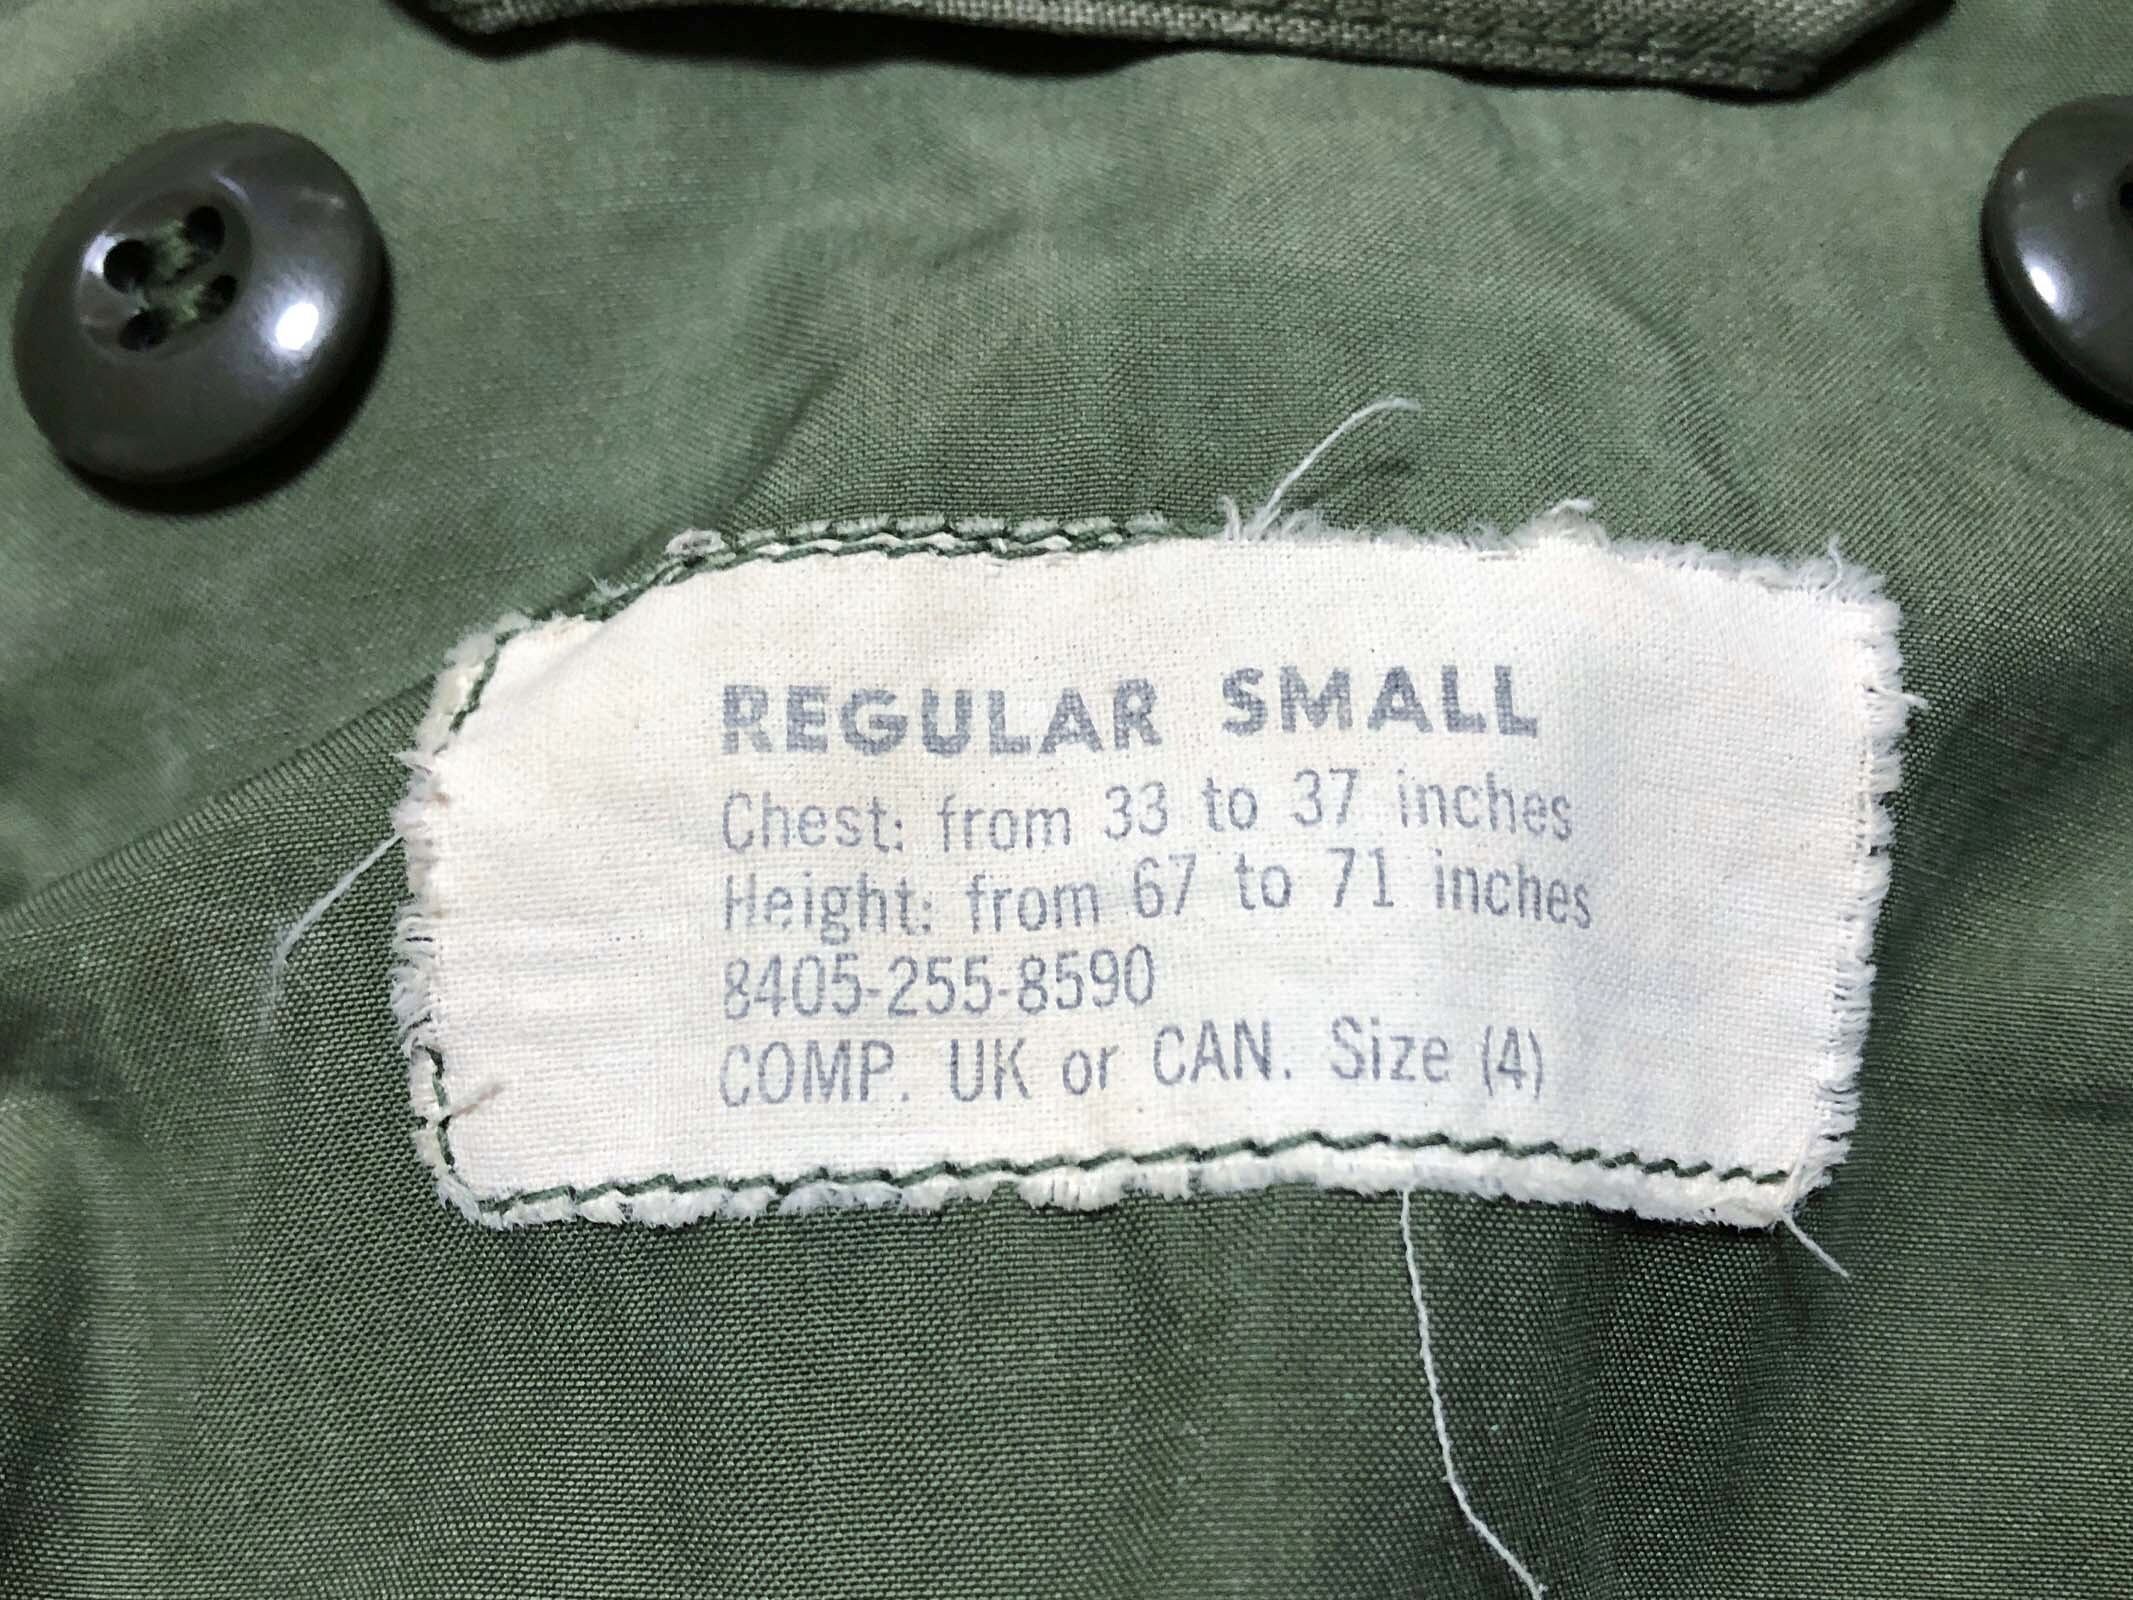 REGULAR SMALL
Chest: from 33 to 37 inches
Height: from 67 to 71 inches
8405-255-8590
COMP. UK or CAN. Size (4)